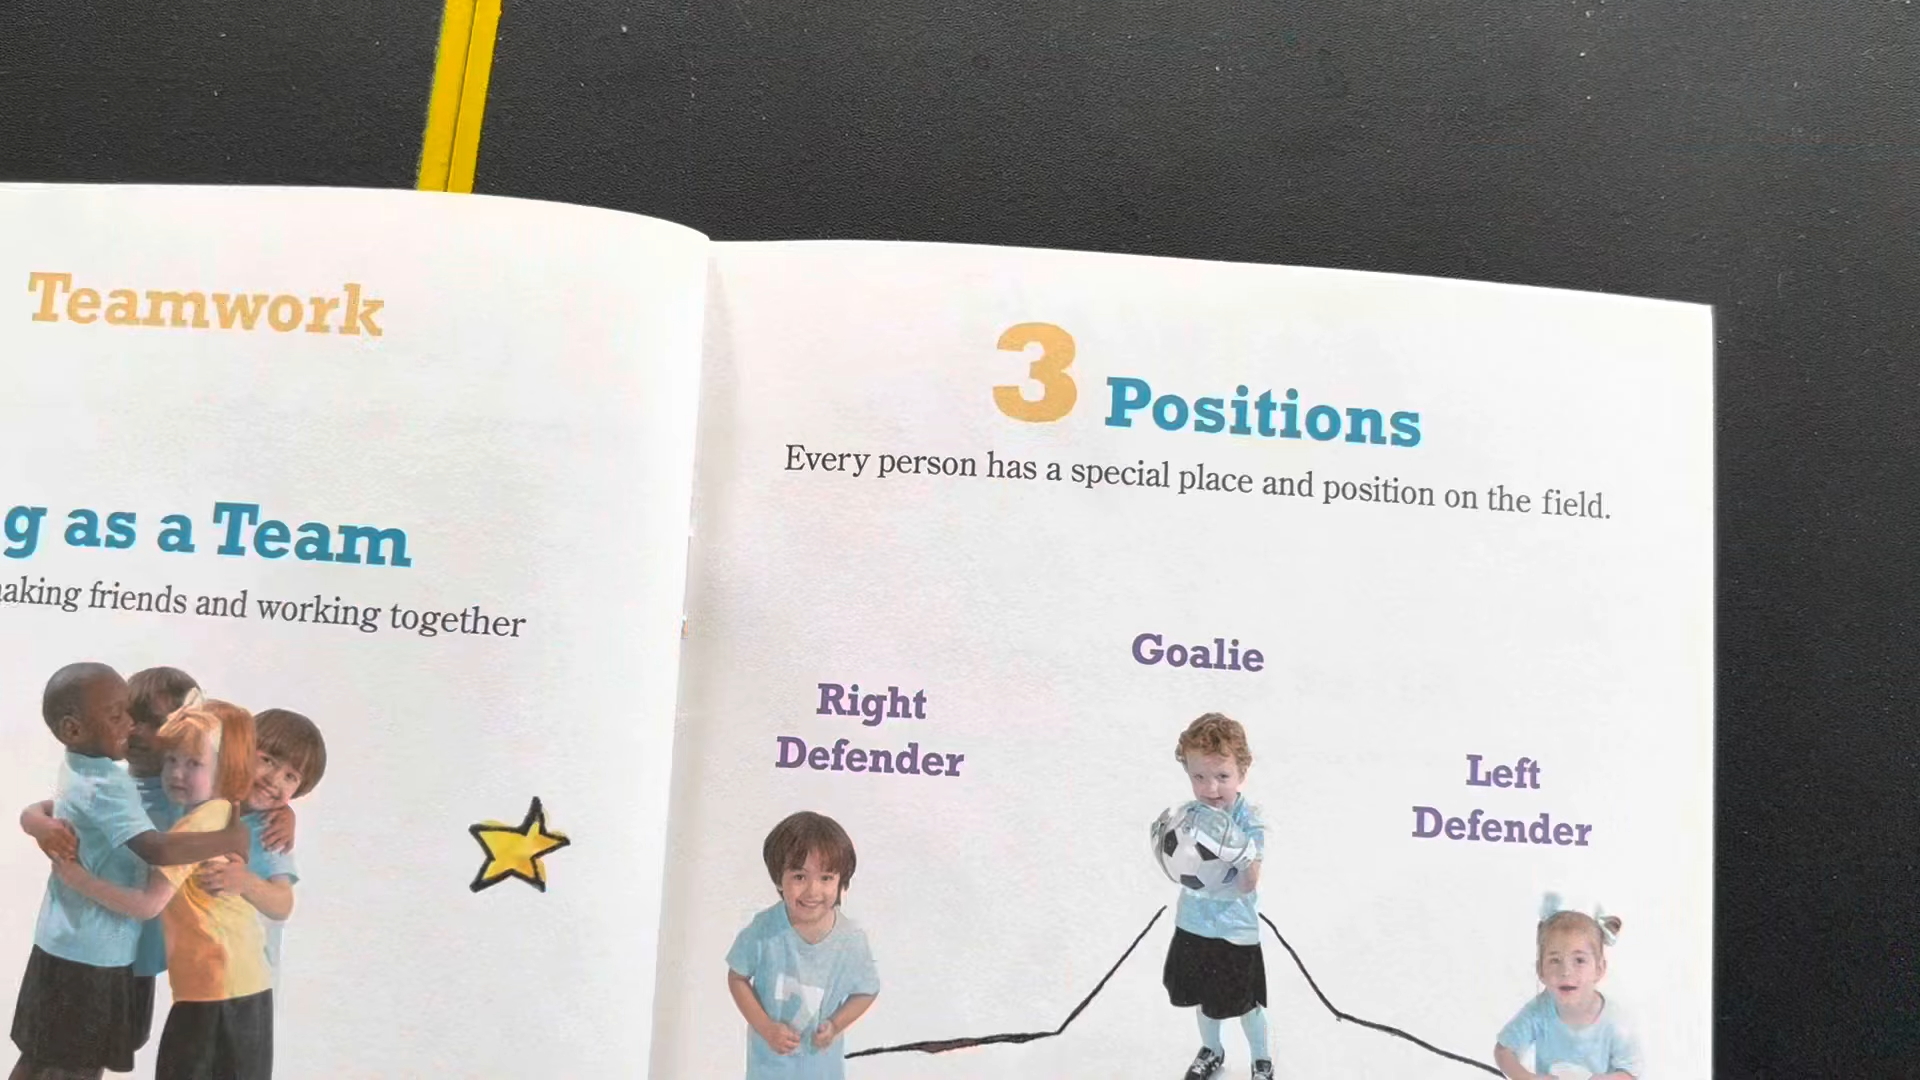 Teamwork
g as a Team
aking friends and working together
3 Positions
Every person has a special place and position on the field.
Goalie
Right
Defender
Left
Defender
7